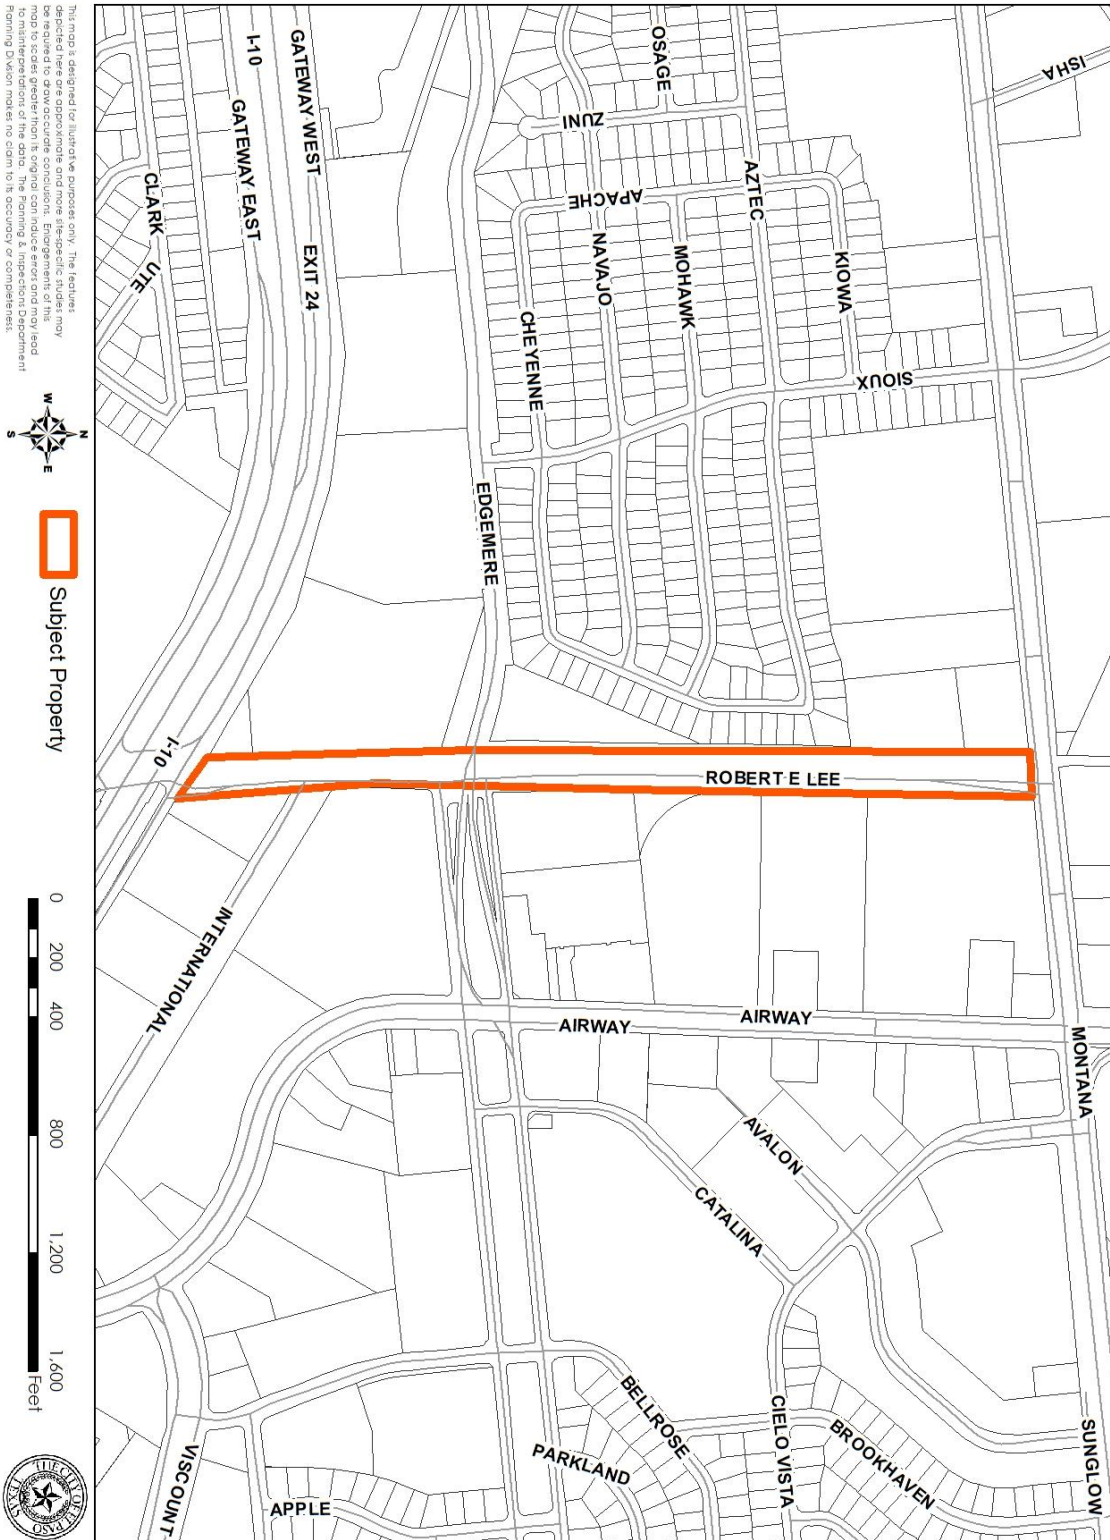 OSAGE
ISHA
I-10
GATEWAY WEST
ZUNI
GATEWAY EAST
CLARK
APACHE
AZTEC
UTE
EXIT 24
NAVAJO
MOHAWK
KIOWA
CHEYENNE
SIOUX
EDGEMERE
I-10
ROBERT E LEE
INTERNATIONAL
AIRWAY
AIRWAY
MONTANA
AVALON
CATALINA
BELLROSE
CIELO VISTA
BROOKHAVEN
SUNGLOW
PARKLAND
VISCOUNT
APPLE
This map is designed for illustrative purposes only. The features
depicted here are approximate and more site-specific studies may
be required to draw accurate conclusions. Enlargements of this
map to scales greater than its original can induce errors and may lead
to misinterpretations of the data. The Planning & Inspections Department
Planning Division makes no claim to its accuracy or completeness.
N
W
E
S
Subject Property
0 200 400 800 1,200 1,600
Feet
THE CITY OF EL PASO
TEXAS